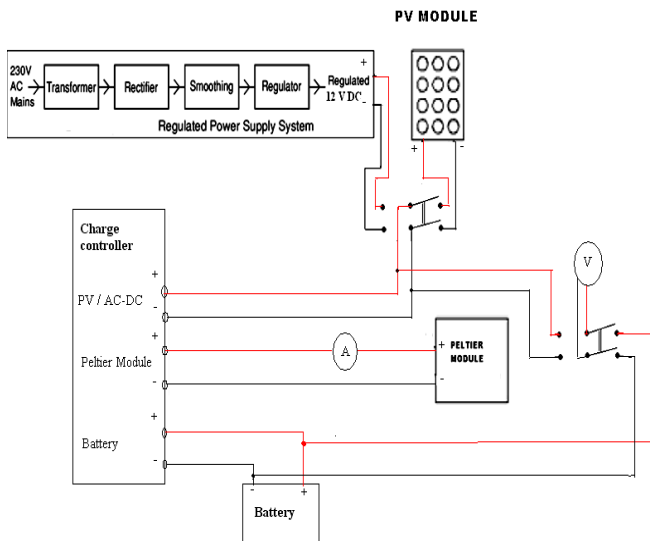 PV MODULE
230V
AC
Mains
Transformer
Rectifier
Smoothing
Regulator
Regulated
12 V DC
+
-
Regulated Power Supply System
+ -
Charge
controller
+
PV / AC-DC
-
+
Peltier Module
-
+
Battery
-
A
+
PELTIER
MODULE
-
V
- +
Battery